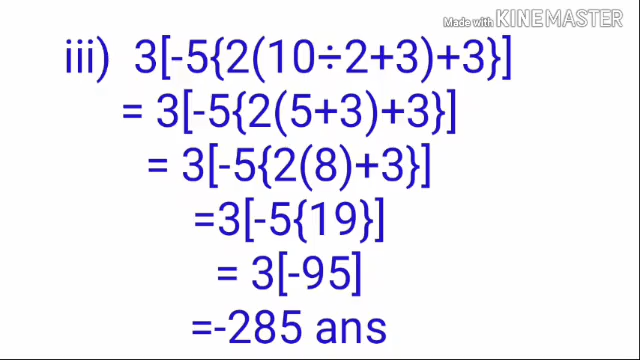 Made with KINEMASTER
iii) 3[-5{2(10÷2+3)+3}]
= 3[-5{2(5+3)+3}]
= 3[-5{2(8)+3}]
=3[-5{19}]
= 3[-95]
=-285 ans